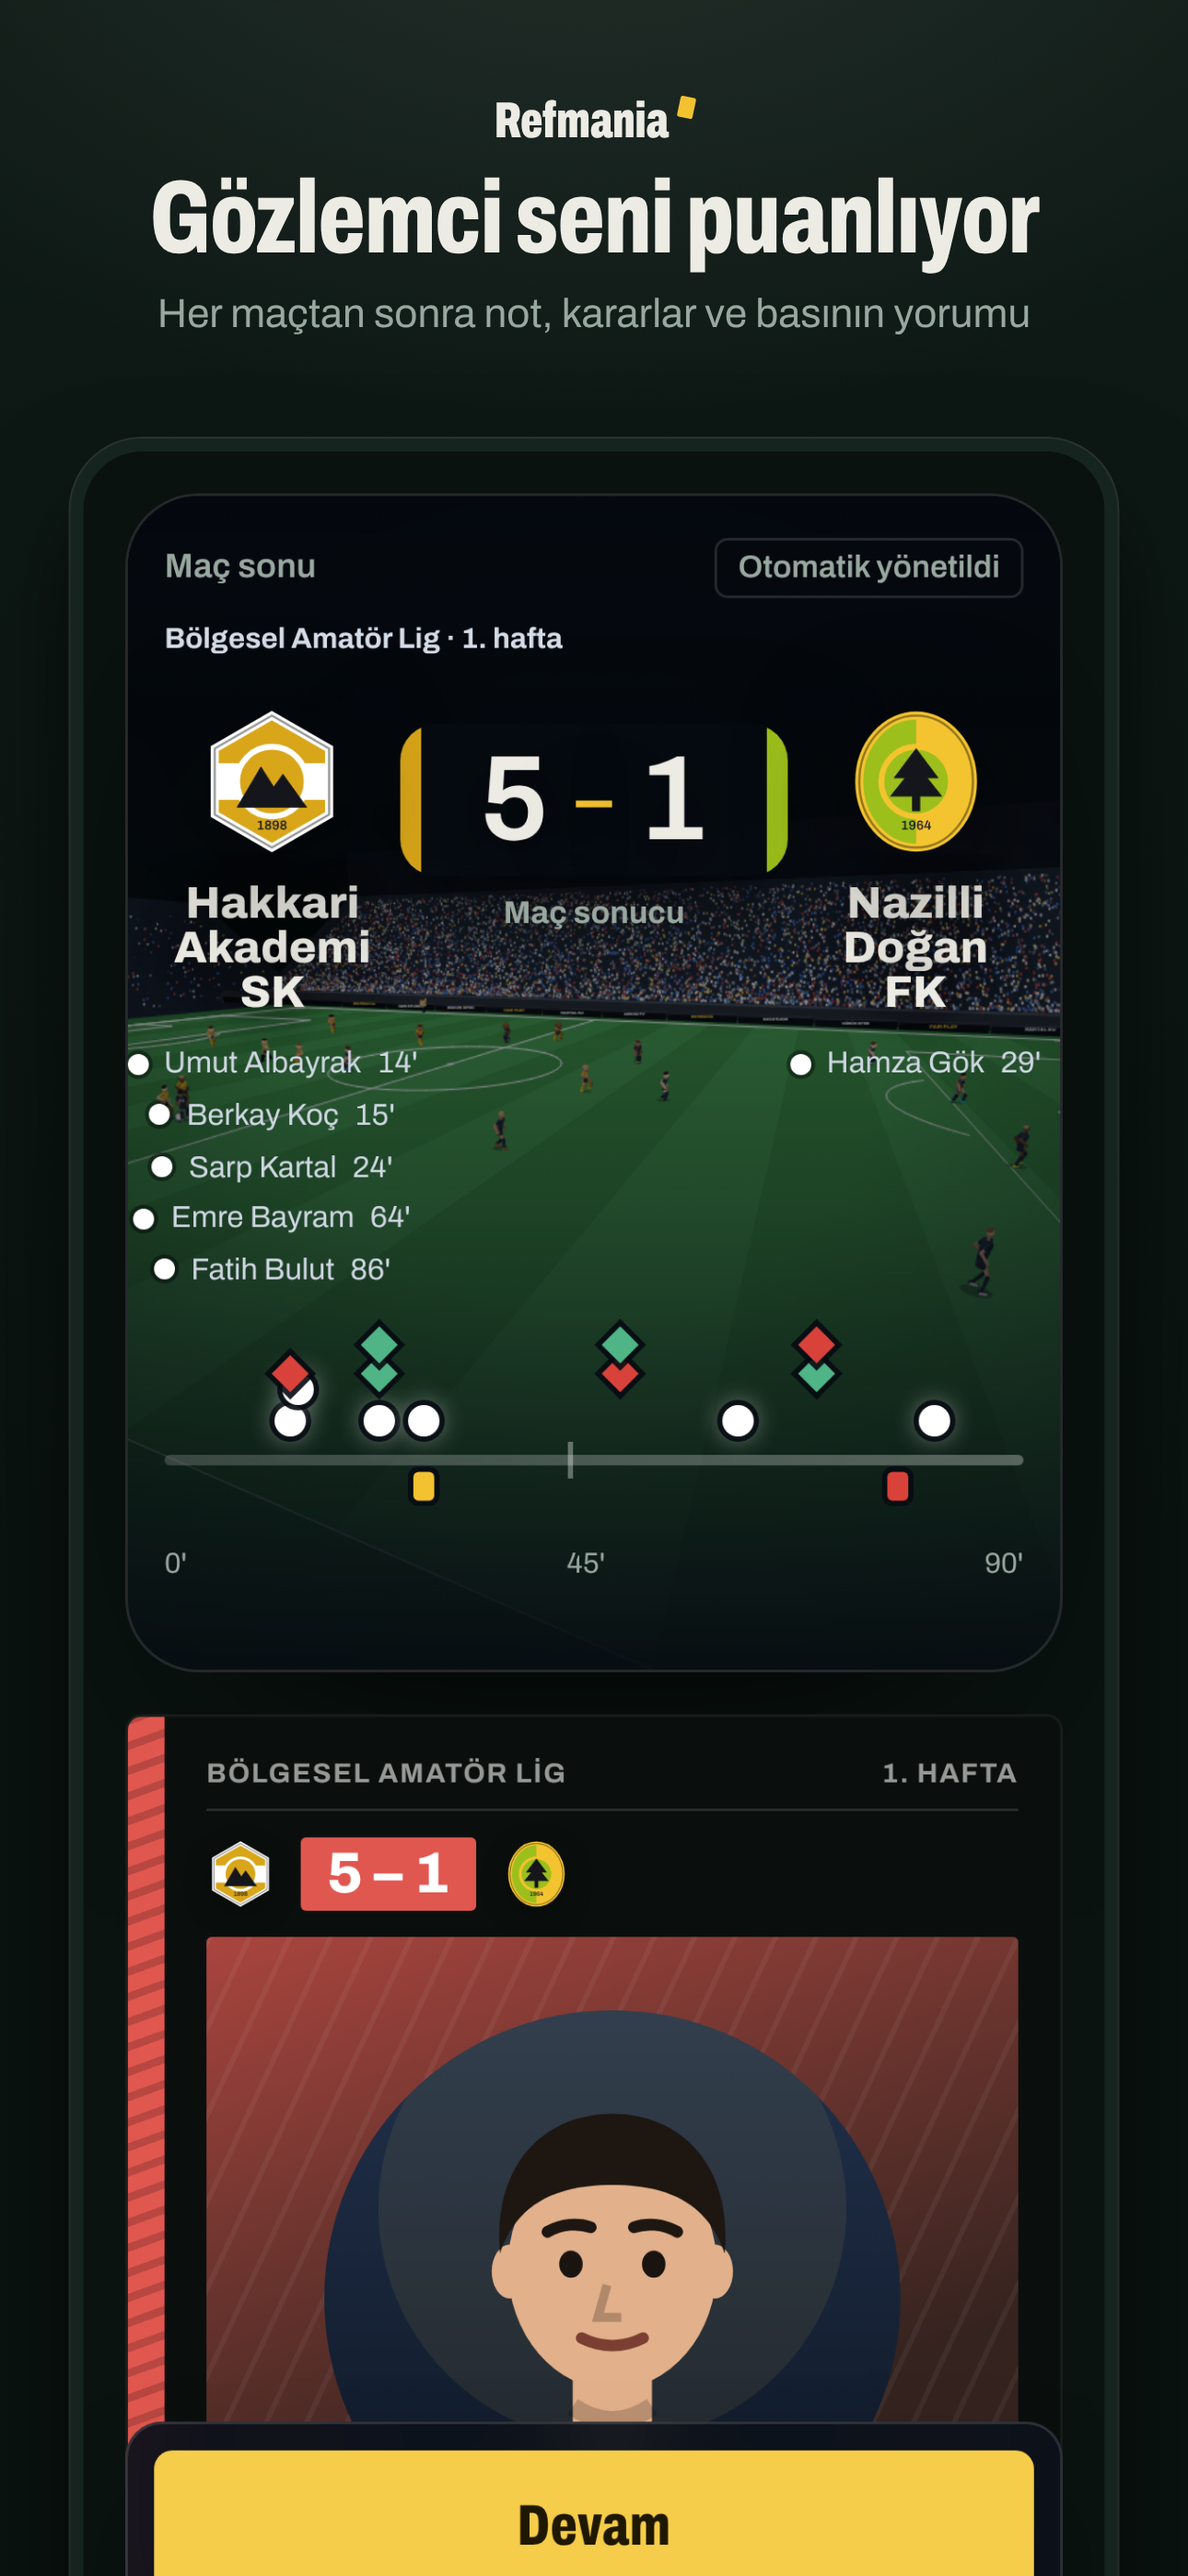 Refmania
Gözlemci seni puanlıyor
Her maçtan sonra not, kararlar ve basının yorumu
Maç sonu
Otomatik yönetildi
Bölgesel Amatör Lig · 1. hafta
1898
5 – 1
1964
Hakkari
Akademi
SK
Maç sonucu
Nazilli
Doğan
FK
Umut Albayrak 14'
Hamza Gök 29'
Berkay Koç 15'
Sarp Kartal 24'
Emre Bayram 64'
Fatih Bulut 86'
0'
45'
90'
BÖLGESEL AMATÖR LİG
1. HAFTA
5 – 1
Devam